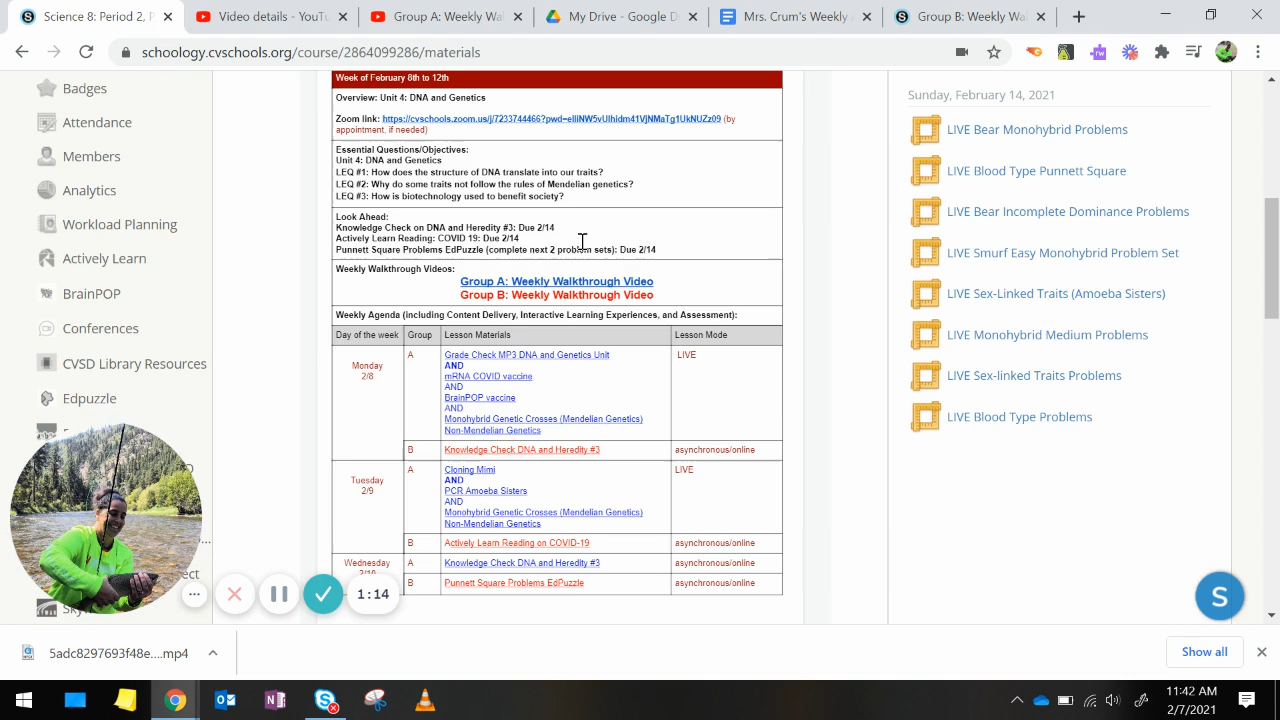 Science 8: Period 2, P
Video details - YouTu
Group A: Weekly Walk
My Drive - Google D
Mrs. Crum's Weekly A
Group B: Weekly Wal
schoology.cvschools.org/course/2864099286/materials
Badges
Attendance
Members
Analytics
Workload Planning
Actively Learn
BrainPOP
Conferences
CVSD Library Resources
Edpuzzle
Week of February 8th to 12th
Overview: Unit 4: DNA and Genetics
Zoom link: https://cvschools.zoom.us/j/7233744466?pwd=elliNW5vUlhidm41VjNMaTg1UkNUZz09 (by
appointment, if needed)
Essential Questions/Objectives:
Unit 4: DNA and Genetics
LEQ #1: How does the structure of DNA translate into our traits?
LEQ #2: Why do some traits not follow the rules of Mendelian genetics?
LEQ #3: How is biotechnology used to benefit society?
Look Ahead:
Knowledge Check on DNA and Heredity #3: Due 2/14
Actively Learn Reading: COVID 19: Due 2/14
Punnett Square Problems EdPuzzle (complete next 2 problem sets): Due 2/14
Weekly Walkthrough Videos:
Group A: Weekly Walkthrough Video
Group B: Weekly Walkthrough Video
Weekly Agenda (including Content Delivery, Interactive Learning Experiences, and Assessment):
Day of the week Group Lesson Materials Lesson Mode
Monday
2/8
A Grade Check MP3 DNA and Genetics Unit LIVE
AND
mRNA COVID vaccine
AND
BrainPOP vaccine
AND
Monohybrid Genetic Crosses (Mendelian Genetics)
Non-Mendelian Genetics
B Knowledge Check DNA and Heredity #3 asynchronous/online
Tuesday
2/9
A Cloning Mimi LIVE
AND
PCR Amoeba Sisters
AND
Monohybrid Genetic Crosses (Mendelian Genetics)
Non-Mendelian Genetics
B Actively Learn Reading on COVID-19 asynchronous/online
Wednesday A Knowledge Check DNA and Heredity #3 asynchronous/online
B Punnett Square Problems EdPuzzle asynchronous/online
Sunday, February 14, 2021
LIVE Bear Monohybrid Problems
LIVE Blood Type Punnett Square
LIVE Bear Incomplete Dominance Problems
LIVE Smurf Easy Monohybrid Problem Set
LIVE Sex-Linked Traits (Amoeba Sisters)
LIVE Monohybrid Medium Problems
LIVE Sex-linked Traits Problems
LIVE Blood Type Problems
1:14
S
5adc8297693f48e....mp4
Show all
11:42 AM
2/7/2021